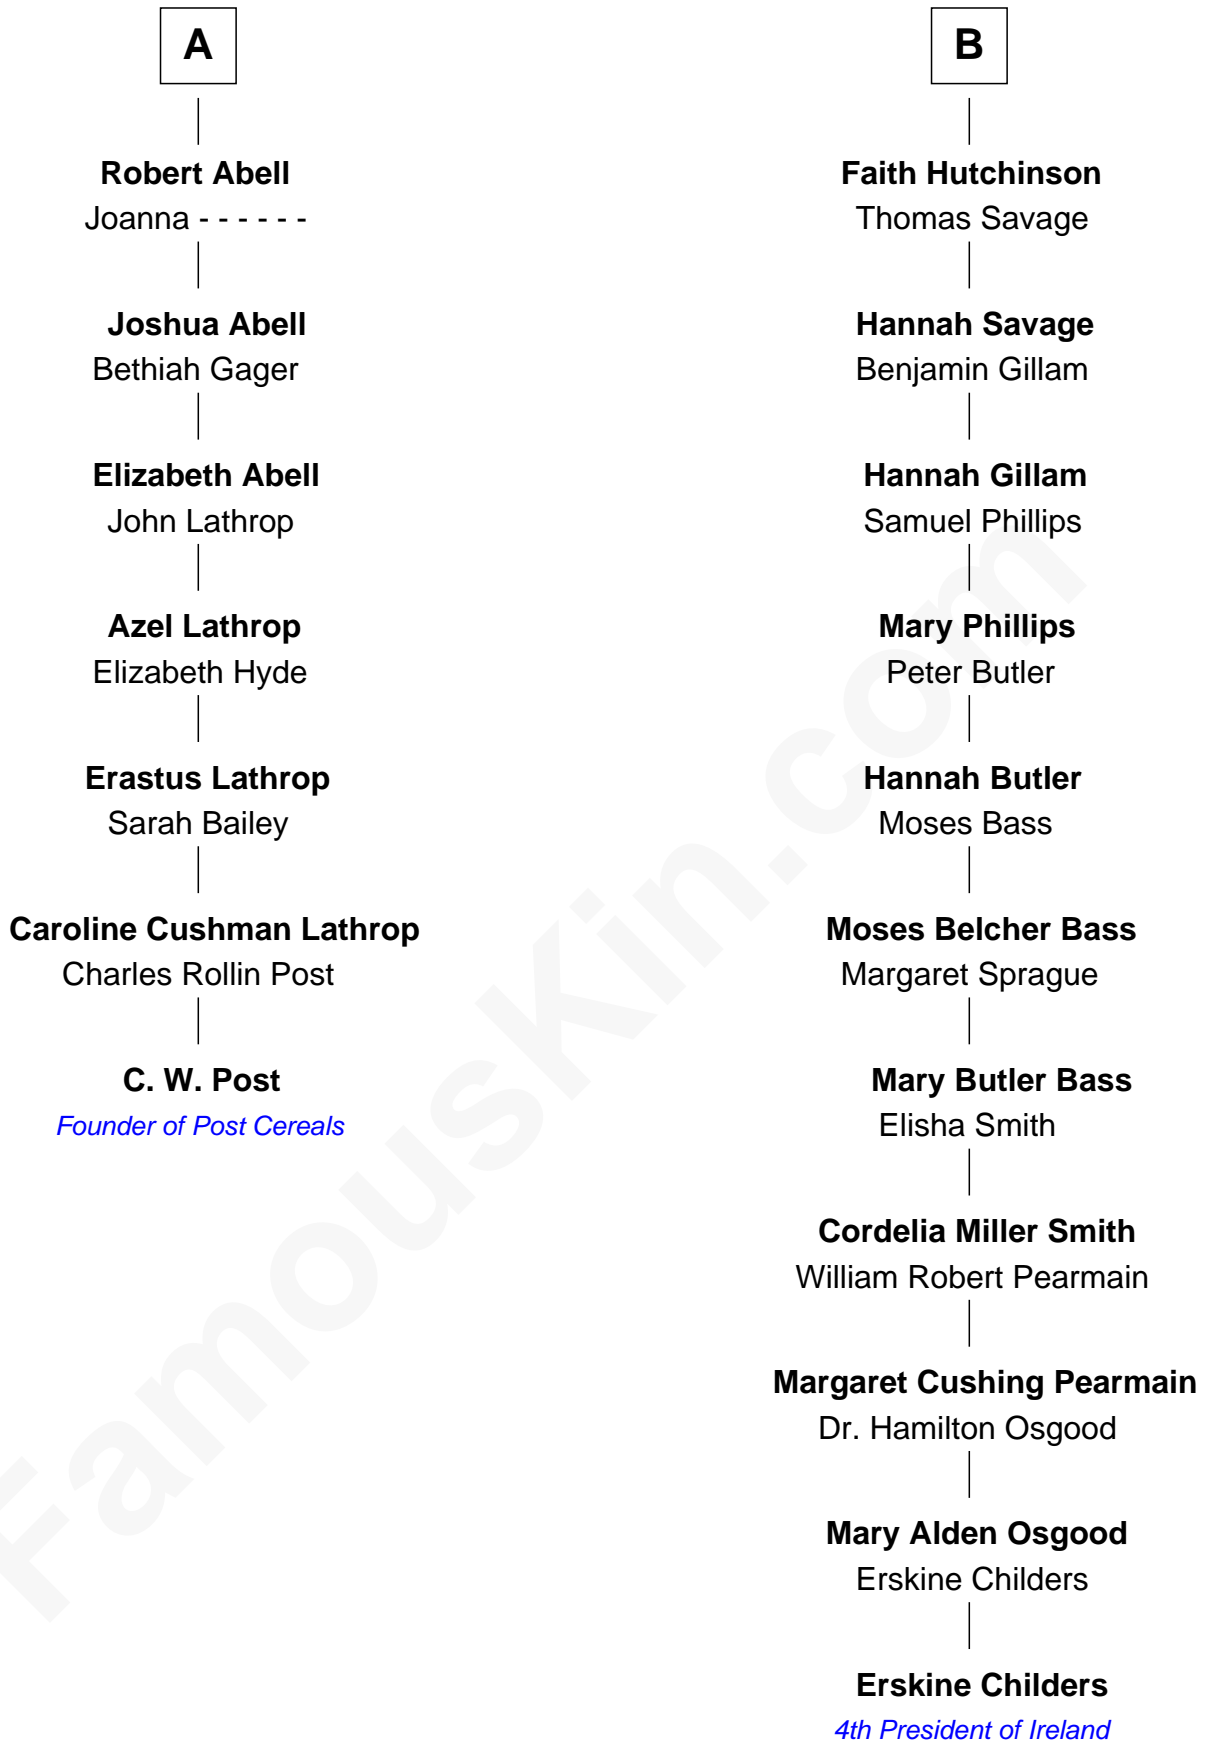 A
Robert Abell
Joanna - - - - - -
Joshua Abell
Bethiah Gager
Elizabeth Abell
John Lathrop
Azel Lathrop
Elizabeth Hyde
Erastus Lathrop
Sarah Bailey
Caroline Cushman Lathrop
Charles Rollin Post
C. W. Post
Founder of Post Cereals
B
Faith Hutchinson
Thomas Savage
Hannah Savage
Benjamin Gillam
Hannah Gillam
Samuel Phillips
Mary Phillips
Peter Butler
Hannah Butler
Moses Bass
Moses Belcher Bass
Margaret Sprague
Mary Butler Bass
Elisha Smith
Cordelia Miller Smith
William Robert Pearmain
Margaret Cushing Pearmain
Dr. Hamilton Osgood
Mary Alden Osgood
Erskine Childers
Erskine Childers
4th President of Ireland
FamousKin.com